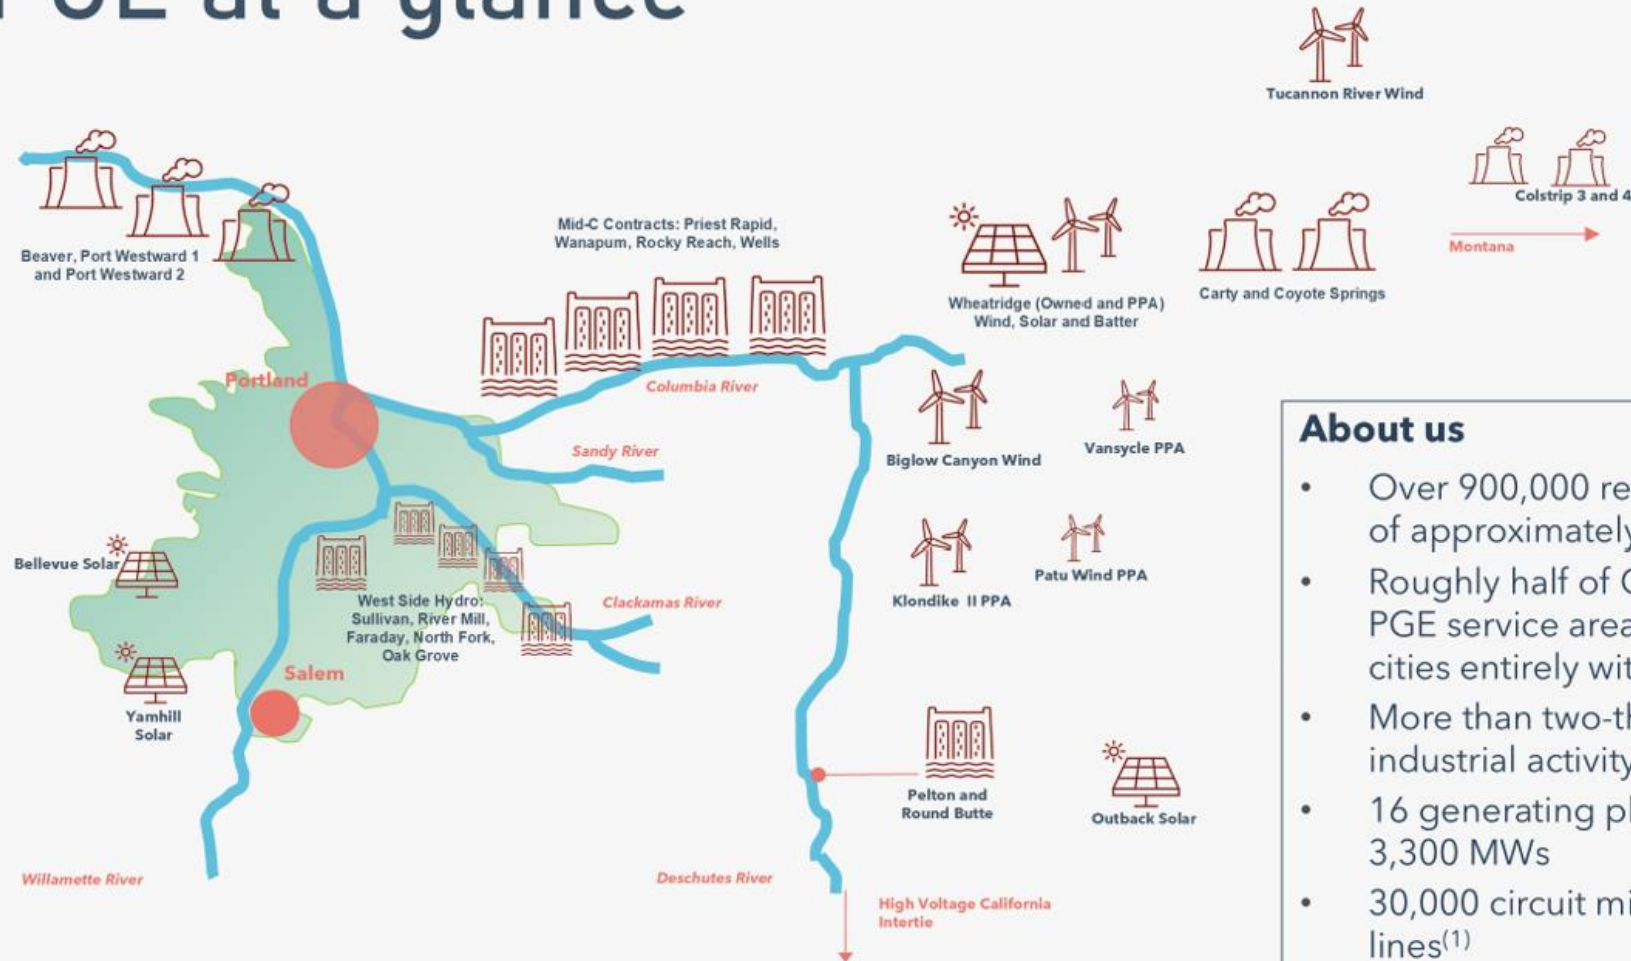 at a glance
Tucannon River Wind
Colstrip 3 and 4
Montana
Mid-C Contracts: Priest Rapid,
Wanapum, Rocky Reach, Wells
Beaver, Port Westward 1
and Port Westward 2
Wheatridge (Owned and PPA)
Wind, Solar and Batter
Carty and Coyote Springs
Portland
Columbia River
Sandy River
Biglow Canyon Wind
Vansycle PPA
Bellevue Solar
Klondike II PPA
Patu Wind PPA
West Side Hydro:
Sullivan, River Mill,
Faraday, North Fork,
Oak Grove
Clackamas River
Salem
Yamhill
Solar
Pelton and
Round Butte
Outback Solar
Willamette River
Deschutes River
High Voltage California
Intertie
About us
• Over 900,000 re
of approximately
• Roughly half of
PGE service area
cities entirely wit
• More than two-th
industrial activity
• 16 generating pl
3,300 MWs
• 30,000 circuit mi
lines(1)